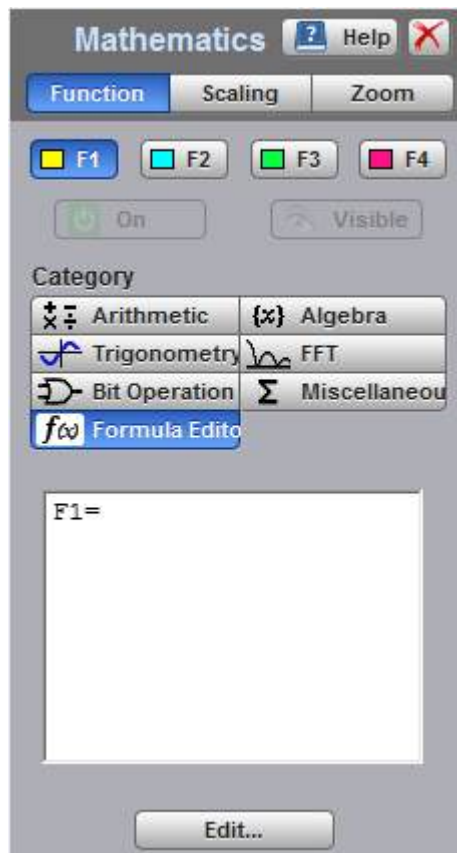 Mathematics ? Help
Function Scaling Zoom
F1 F2 F3 F4
On Visible
Category
Arithmetic {x} Algebra
Trigonometry FFT
Bit Operation Σ Miscellaneou
f(x) Formula Edito
F1=
Edit...